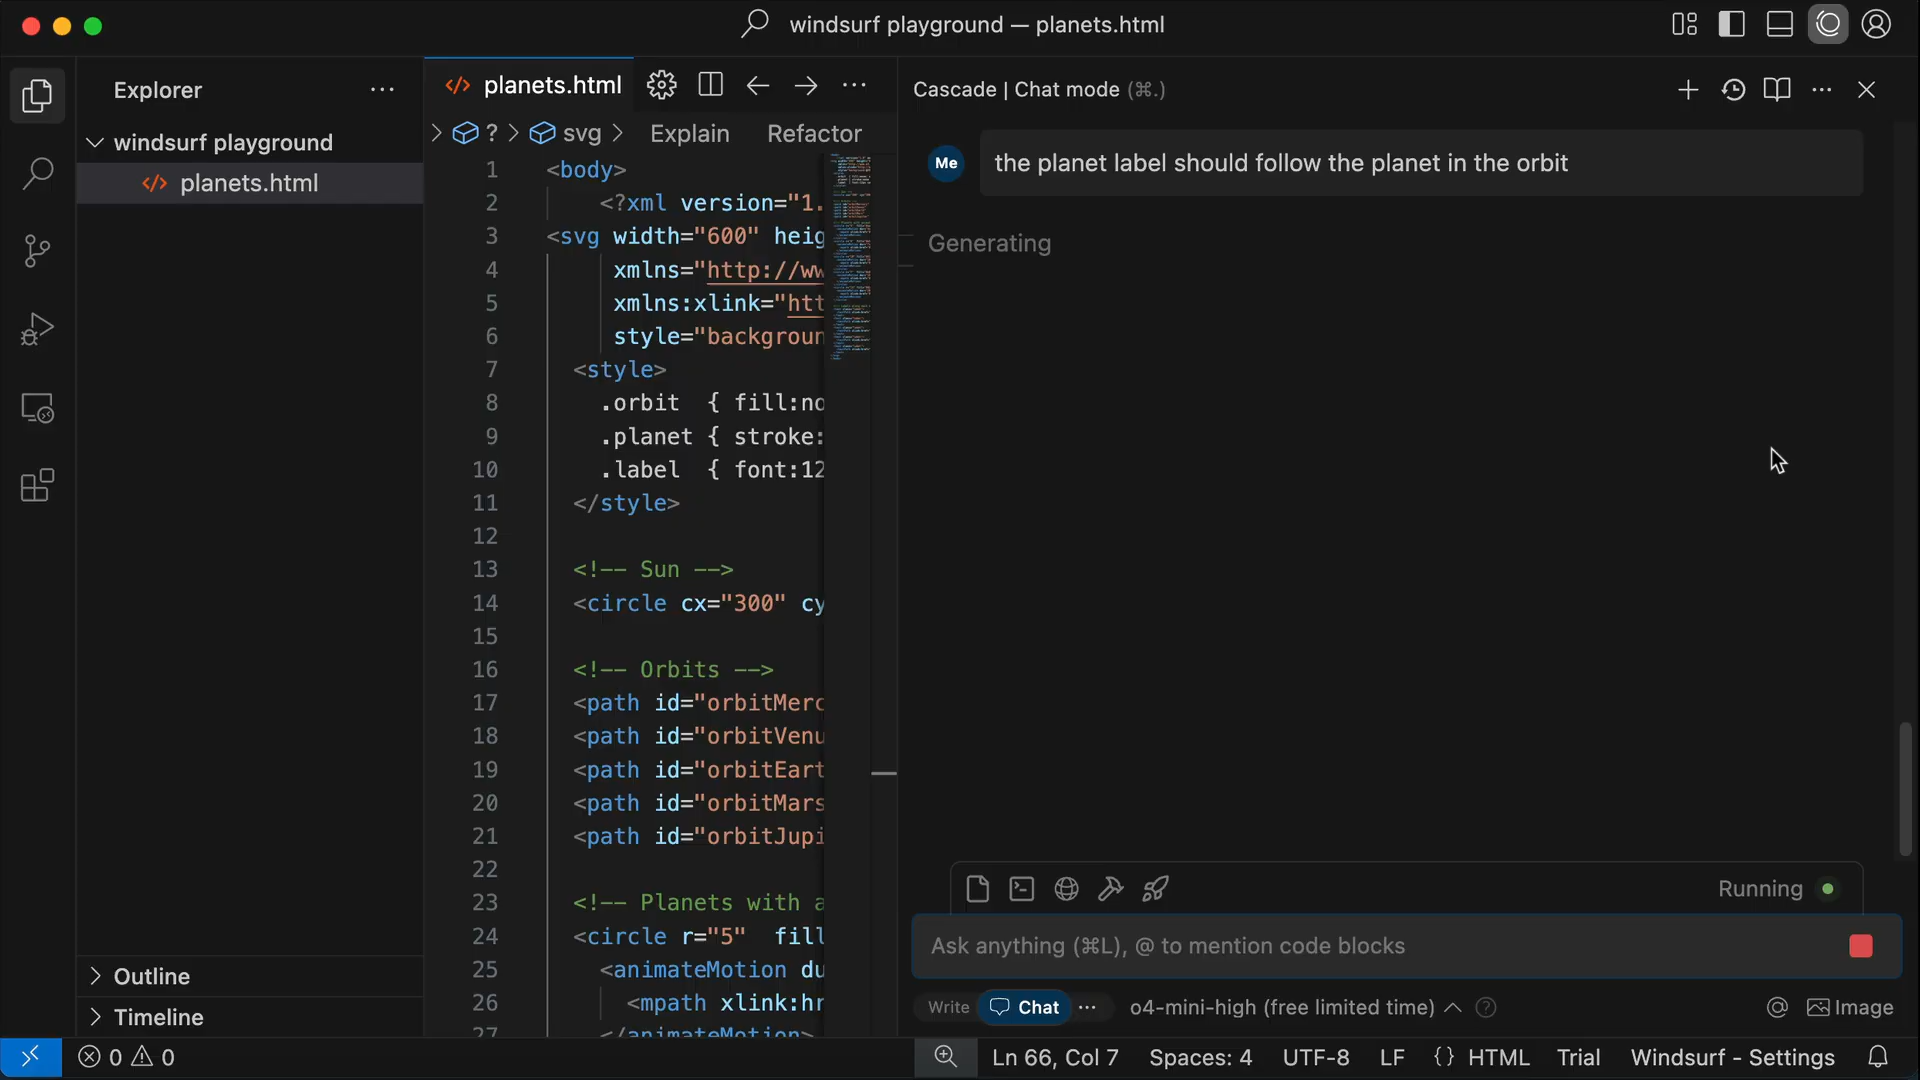 windsurf playground — planets.html
Explorer
windsurf playground
planets.html
Outline
Timeline
planets.html
? svg Explain Refactor
1 <body>
2 <?xml version="1.
3 <svg width="600" heig
4 xmlns="http://ww
5 xmlns:xlink="htt
6 style="backgroun
7 <style>
8 .orbit { fill:no
9 .planet { stroke:
10 .label { font:12
11 </style>
12
13 <!-- Sun -->
14 <circle cx="300" cy
15
16 <!-- Orbits -->
17 <path id="orbitMerc
18 <path id="orbitVenu
19 <path id="orbitEart
20 <path id="orbitMars
21 <path id="orbitJupi
22
23 <!-- Planets with a
24 <circle r="5" fill
25 <animateMotion du
26 <mpath xlink:hr
27 </animateMotion>
Cascade | Chat mode (⌘.)
Me the planet label should follow the planet in the orbit
Generating
Running
Ask anything (⌘L), @ to mention code blocks
Write Chat ··· o4-mini-high (free limited time) Image
0 0 Ln 66, Col 7 Spaces: 4 UTF-8 LF {} HTML Trial Windsurf - Settings